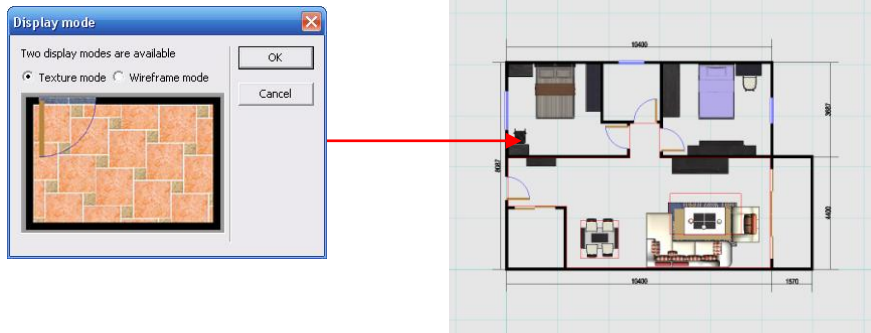 Display mode
Two display modes are available
Texture mode Wireframe mode
OK
Cancel
10400
3687
8087
4400
10400
1570